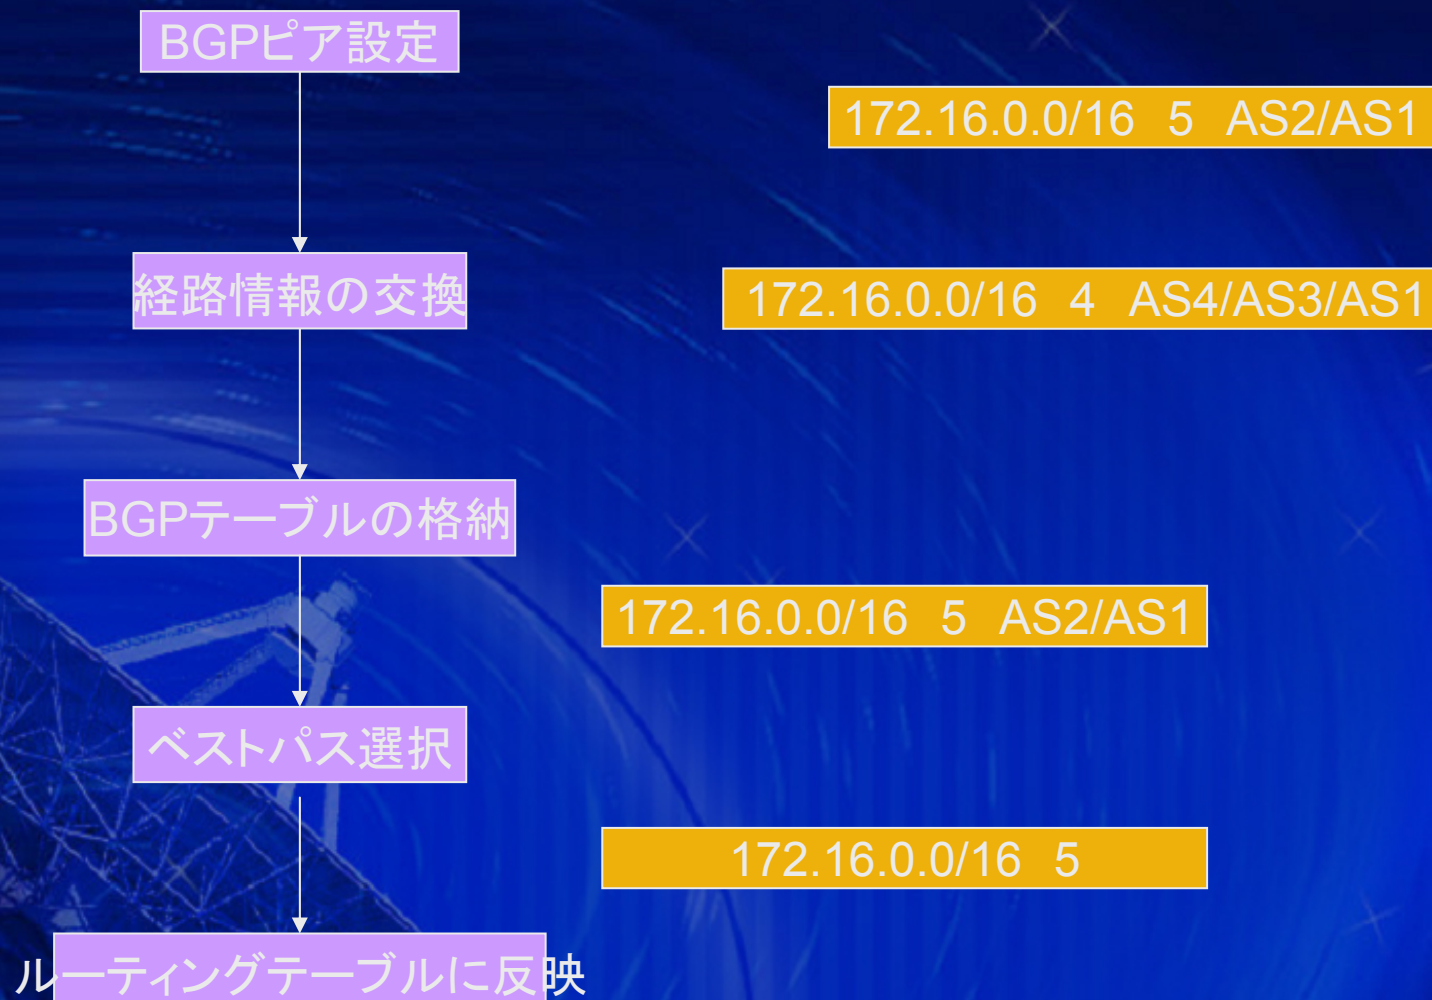 BGPピア設定
172.16.0.0/16 5 AS2/AS1
経路情報の交換
172.16.0.0/16 4 AS4/AS3/AS1
BGPテーブルの格納
172.16.0.0/16 5 AS2/AS1
ベストパス選択
172.16.0.0/16 5
ルーティングテーブルに反映